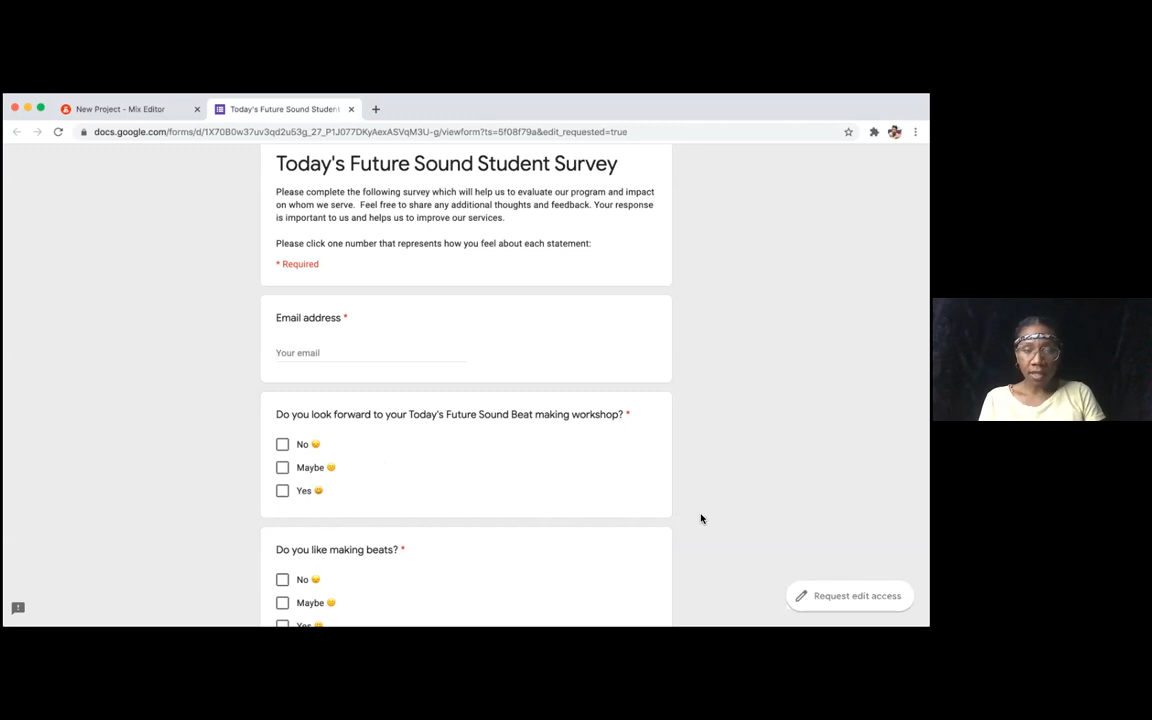 New Project - Mix Editor
Today's Future Sound Student
docs.google.com/forms/d/1X70B0w37uv3qd2u53g_27_P1J077DKyAexASVqM3U-g/viewform?ts=5f08f79a&edit_requested=true
Today's Future Sound Student Survey
Please complete the following survey which will help us to evaluate our program and impact
on whom we serve.  Feel free to share any additional thoughts and feedback. Your response
is important to us and helps us to improve our services.
Please click one number that represents how you feel about each statement:
* Required
Email address *
Your email
Do you look forward to your Today's Future Sound Beat making workshop? *
No 😒
Maybe 😐
Yes 😀
Do you like making beats? *
No 😒
Maybe 😐
Yes
Request edit access